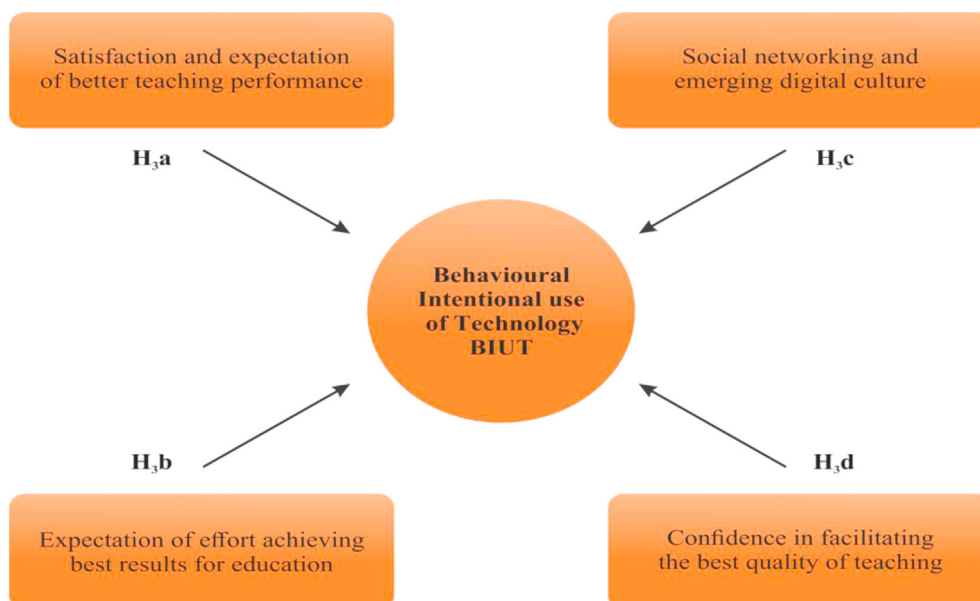 Satisfaction and expectation
of better teaching performance
Social networking and
emerging digital culture
H₃a
H₃c
Behavioural
Intentional use
of Technology
BIUT
H₃b
H₃d
Expectation of effort achieving
best results for education
Confidence in facilitating
the best quality of teaching